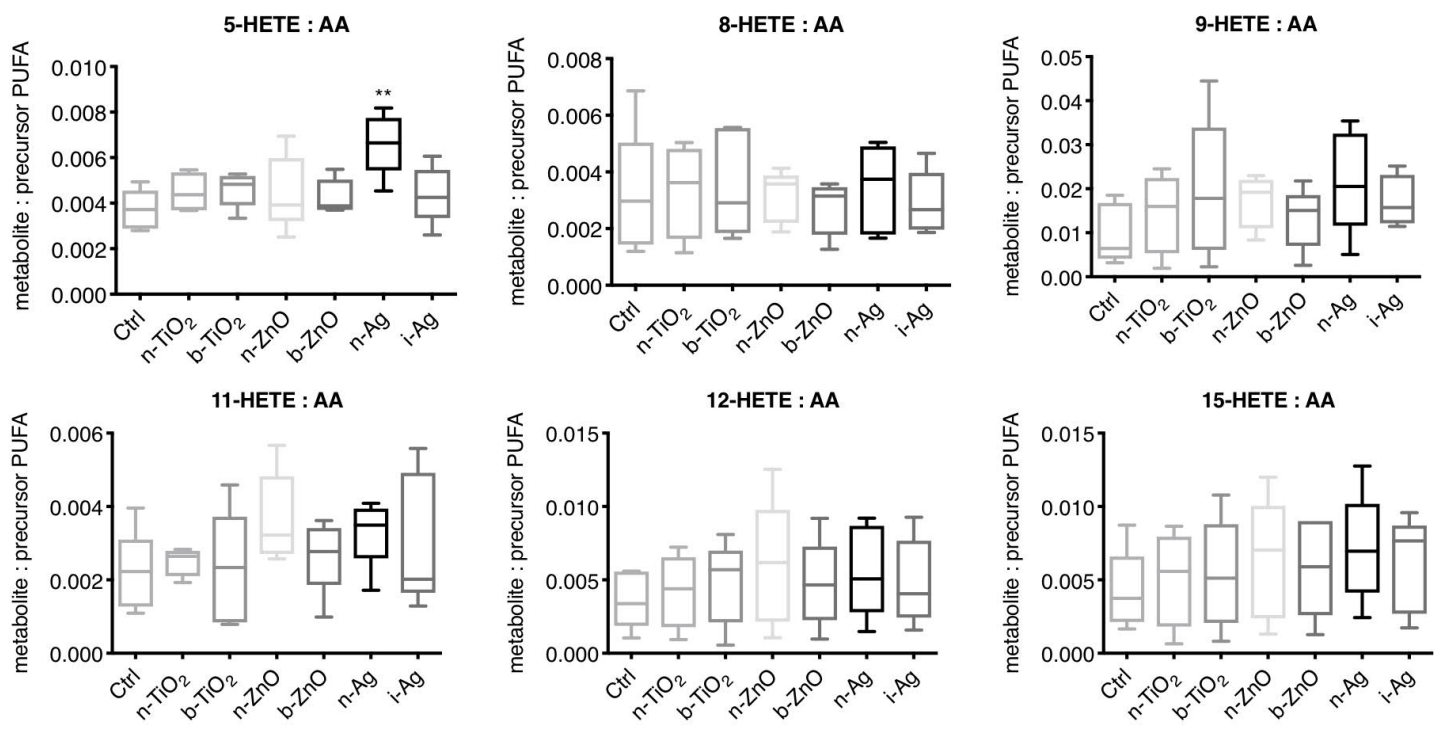 5-HETE : AA
metabolite : precursor PUFA
0.010
0.008
0.006
0.004
0.002
0.000
**
Ctrl
n-TiO2
b-TiO2
n-ZnO
b-ZnO
n-Ag
i-Ag
8-HETE : AA
metabolite : precursor PUFA
0.008
0.006
0.004
0.002
0.000
Ctrl
n-TiO2
b-TiO2
n-ZnO
b-ZnO
n-Ag
i-Ag
9-HETE : AA
metabolite : precursor PUFA
0.05
0.04
0.03
0.02
0.01
0.00
Ctrl
n-TiO2
b-TiO2
n-ZnO
b-ZnO
n-Ag
i-Ag
11-HETE : AA
metabolite : precursor PUFA
0.006
0.004
0.002
0.000
Ctrl
n-TiO2
b-TiO2
n-ZnO
b-ZnO
n-Ag
i-Ag
12-HETE : AA
metabolite : precursor PUFA
0.015
0.010
0.005
0.000
Ctrl
n-TiO2
b-TiO2
n-ZnO
b-ZnO
n-Ag
i-Ag
15-HETE : AA
metabolite : precursor PUFA
0.015
0.010
0.005
0.000
Ctrl
n-TiO2
b-TiO2
n-ZnO
b-ZnO
n-Ag
i-Ag